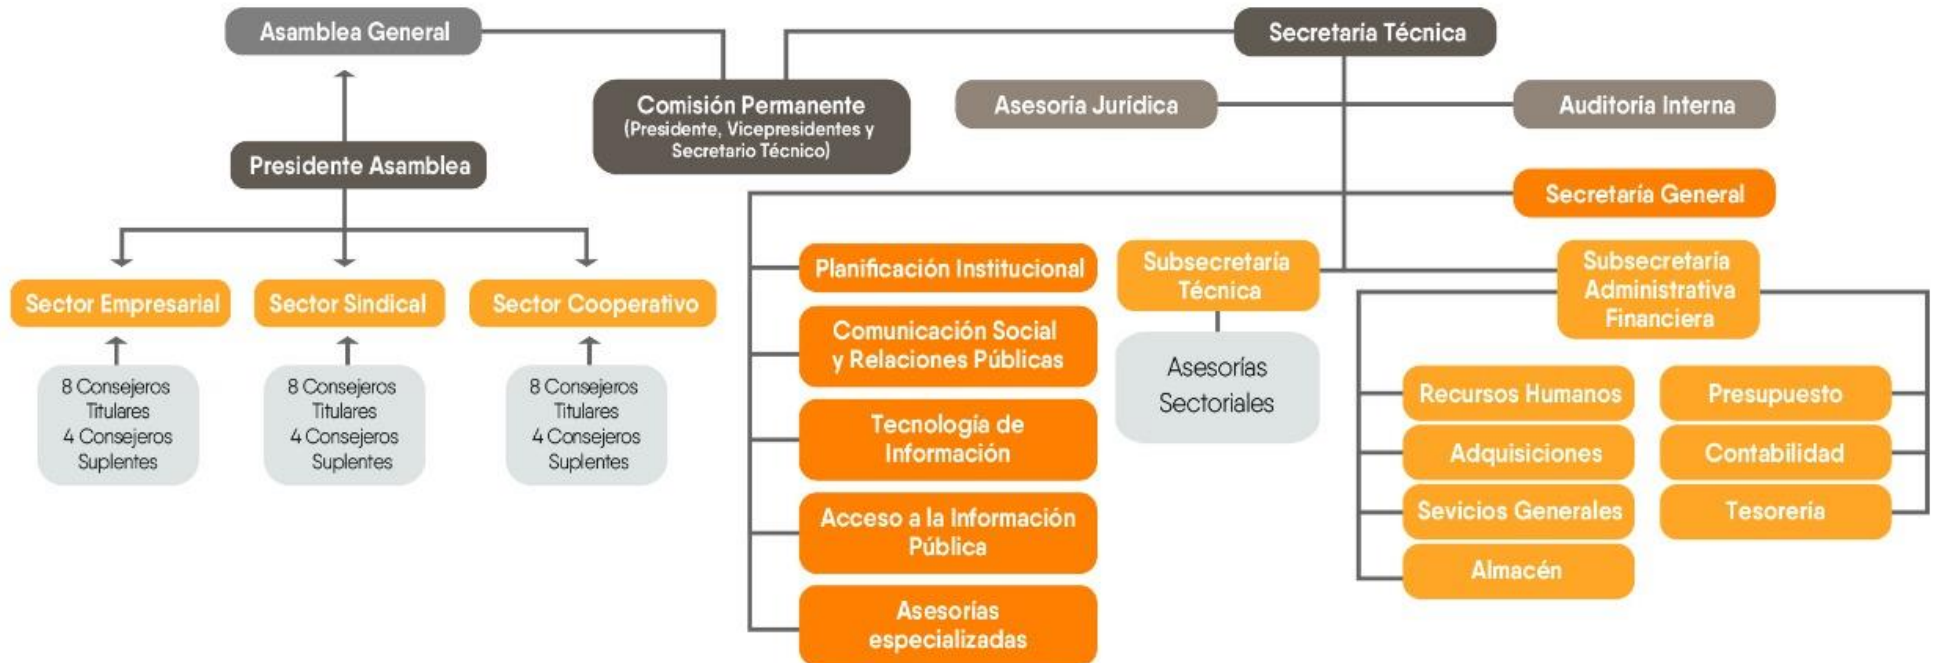 Asamblea General
Secretaría Técnica
Comisión Permanente
(Presidente, Vicepresidentes y
Secretario Técnico)
Asesoría Jurídica
Auditoría Interna
Presidente Asamblea
Secretaría General
Sector Empresarial
Sector Sindical
Sector Cooperativo
8 Consejeros
Titulares
4 Consejeros
Suplentes
8 Consejeros
Titulares
4 Consejeros
Suplentes
8 Consejeros
Titulares
4 Consejeros
Suplentes
Planificación Institucional
Comunicación Social
y Relaciones Públicas
Tecnología de
Información
Acceso a la Información
Pública
Asesorías
especializadas
Subsecretaría
Técnica
Asesorías
Sectoriales
Subsecretaría
Administrativa
Financiera
Recursos Humanos
Adquisiciones
Sevicios Generales
Almacén
Presupuesto
Contabilidad
Tesorería